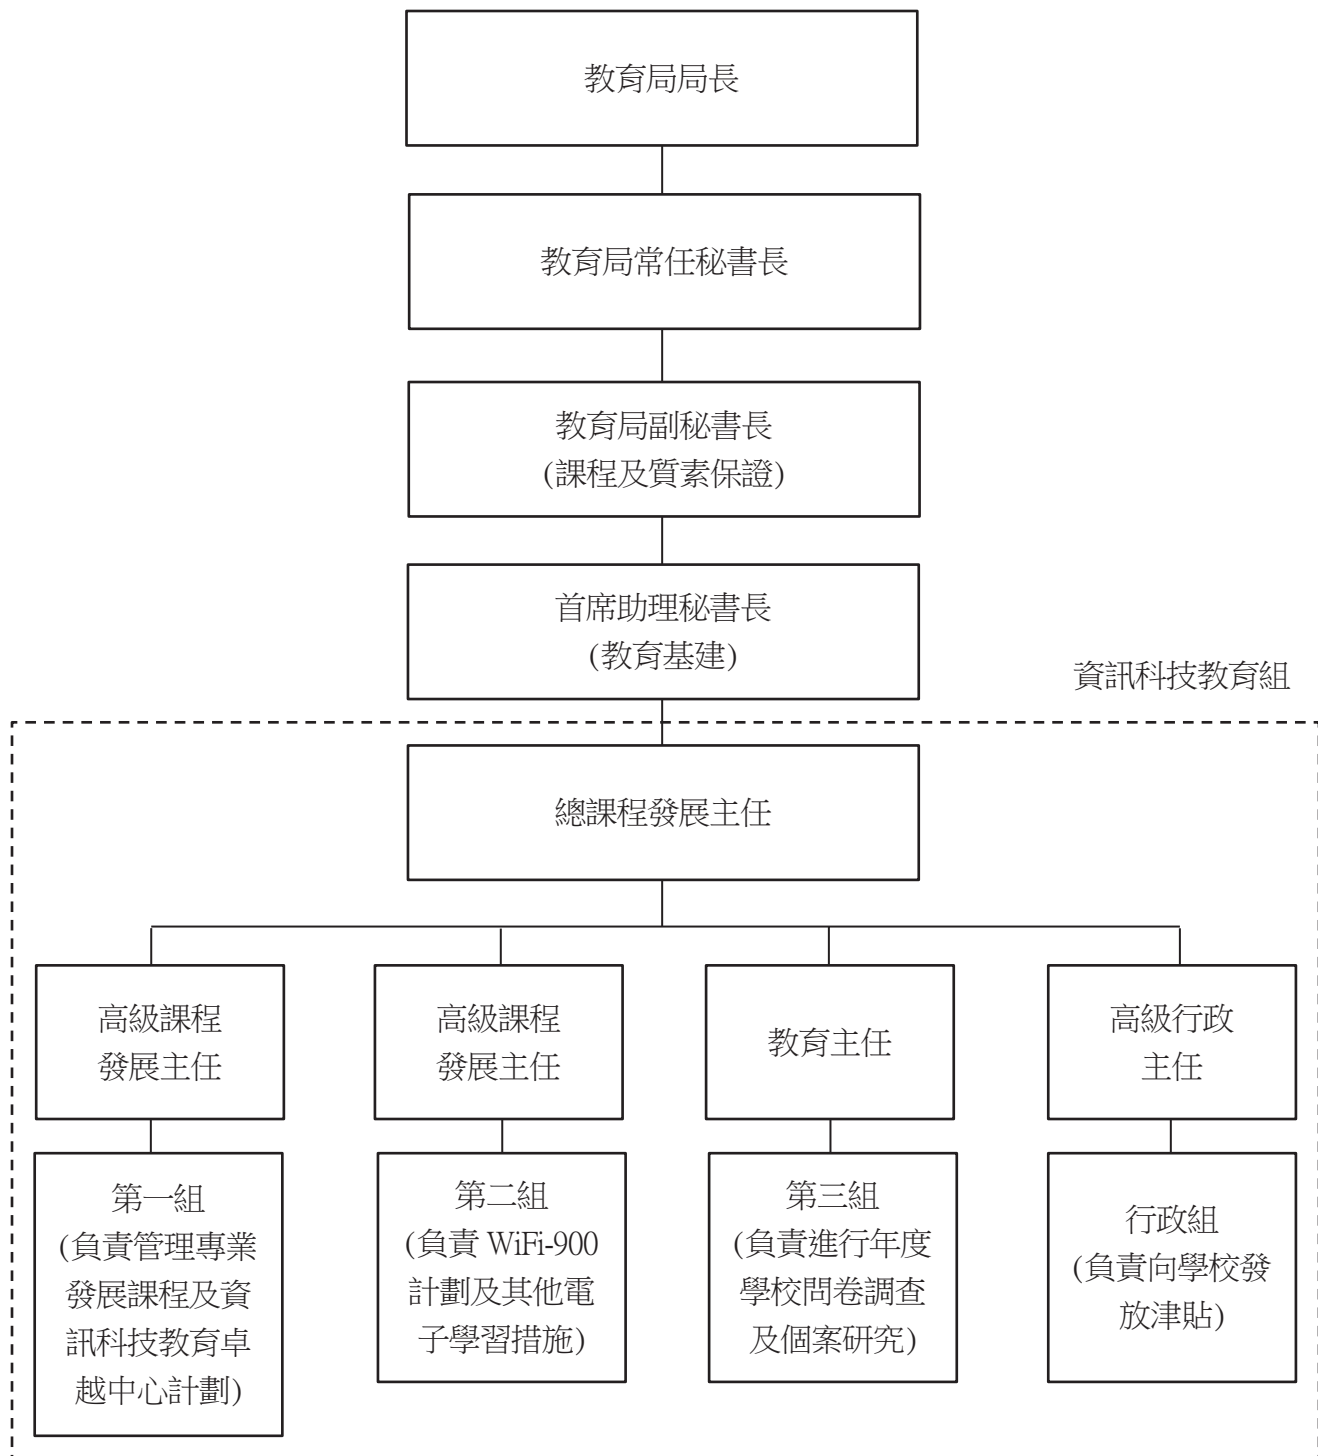 教育局局長
教育局常任秘書長
教育局副秘書長
(課程及質素保證)
首席助理秘書長
(教育基建)
資訊科技教育組
總課程發展主任
高級課程
發展主任
高級課程
發展主任
教育主任
高級行政
主任
第一組
(負責管理專業
發展課程及資
訊科技教育卓
越中心計劃)
第二組
(負責 WiFi-900
計劃及其他電
子學習措施)
第三組
(負責進行年度
學校問卷調查
及個案研究)
行政組
(負責向學校發
放津貼)